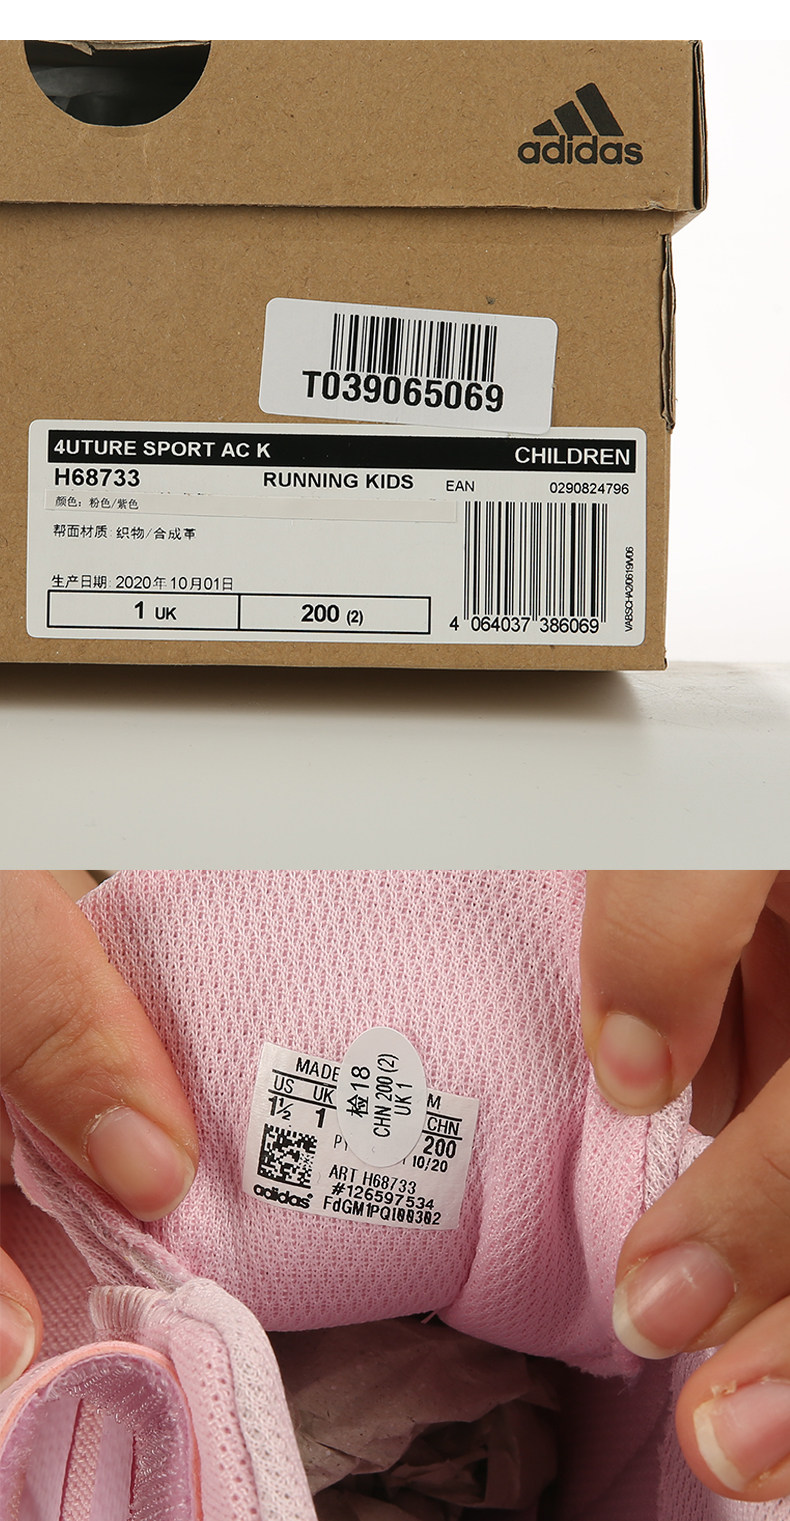 adidas
T039065069
4UTURE SPORT AC K
CHILDREN
H68733
RUNNING KIDS
EAN
0290824796
颜色：粉色/紫色
帮面材质：织物/合成革
生产日期：2020年10月01日
1 UK
200 (2)
4 064037 386069
VABSCHA20619/V06
MADE
M
US
UK
CHN
1½
1
200
检18
CHN 200 (2)
UK 1
PY
10/20
ART H68733
#126597534
adidas